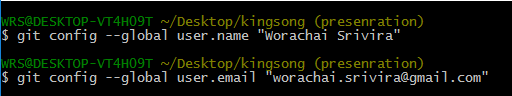 WRS@DESKTOP-VT4HO9T ~/Desktop/kingsong (presenration)
$ git config --global user.name "Worachai Srivira"
WRS@DESKTOP-VT4HO9T ~/Desktop/kingsong (presenration)
$ git config --global user.email "worachai.srivira@gmail.com"